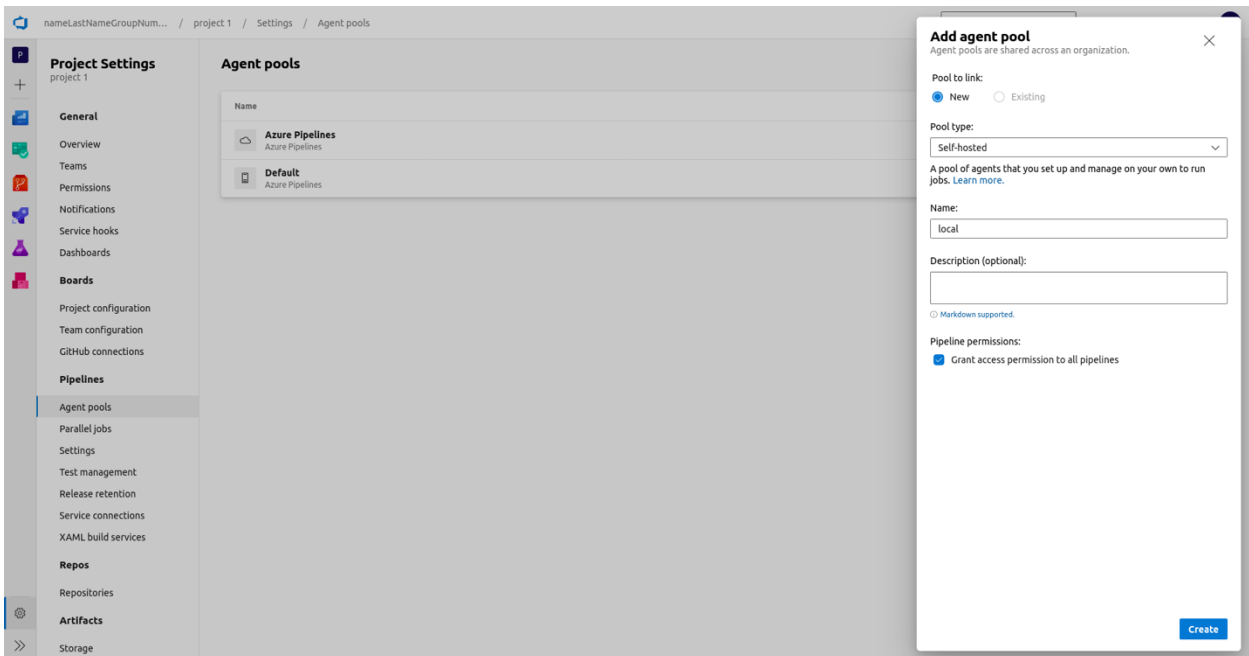 nameLastNameGroupNum... / project 1 / Settings / Agent pools
P
Project Settings
project 1
General
Overview
Teams
Permissions
Notifications
Service hooks
Dashboards
Boards
Project configuration
Team configuration
GitHub connections
Pipelines
Agent pools
Parallel jobs
Settings
Test management
Release retention
Service connections
XAML build services
Repos
Repositories
Artifacts
Storage
Agent pools
Name
Azure Pipelines
Azure Pipelines
Default
Azure Pipelines
Add agent pool
Agent pools are shared across an organization.
Pool to link:
New Existing
Pool type:
Self-hosted
A pool of agents that you set up and manage on your own to run
jobs. Learn more.
Name:
local
Description (optional):
Markdown supported.
Pipeline permissions:
Grant access permission to all pipelines
Create